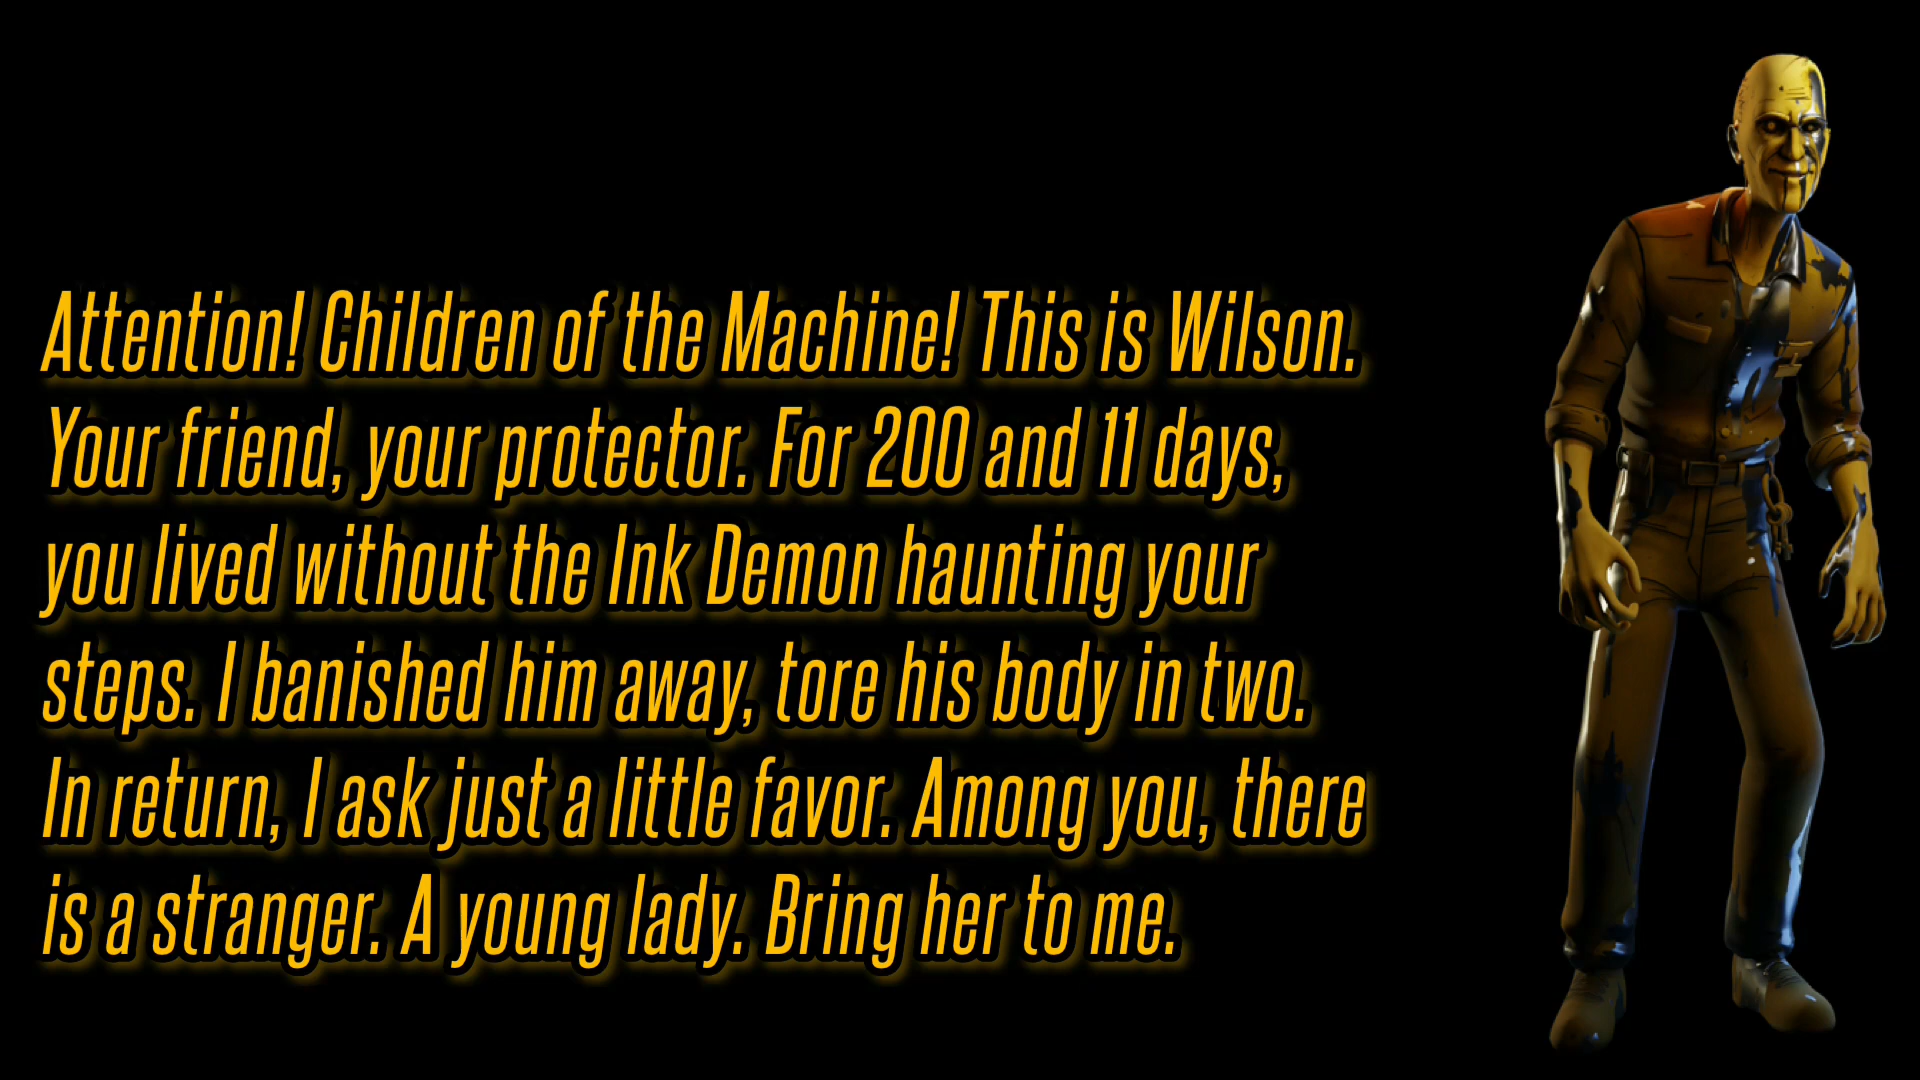 Attention! Children of the Machine! This is Wilson.
Your friend, your protector. For 200 and 11 days,
you lived without the Ink Demon haunting your
steps. I banished him away, tore his body in two.
In return, I ask just a little favor. Among you, there
is a stranger. A young lady. Bring her to me.